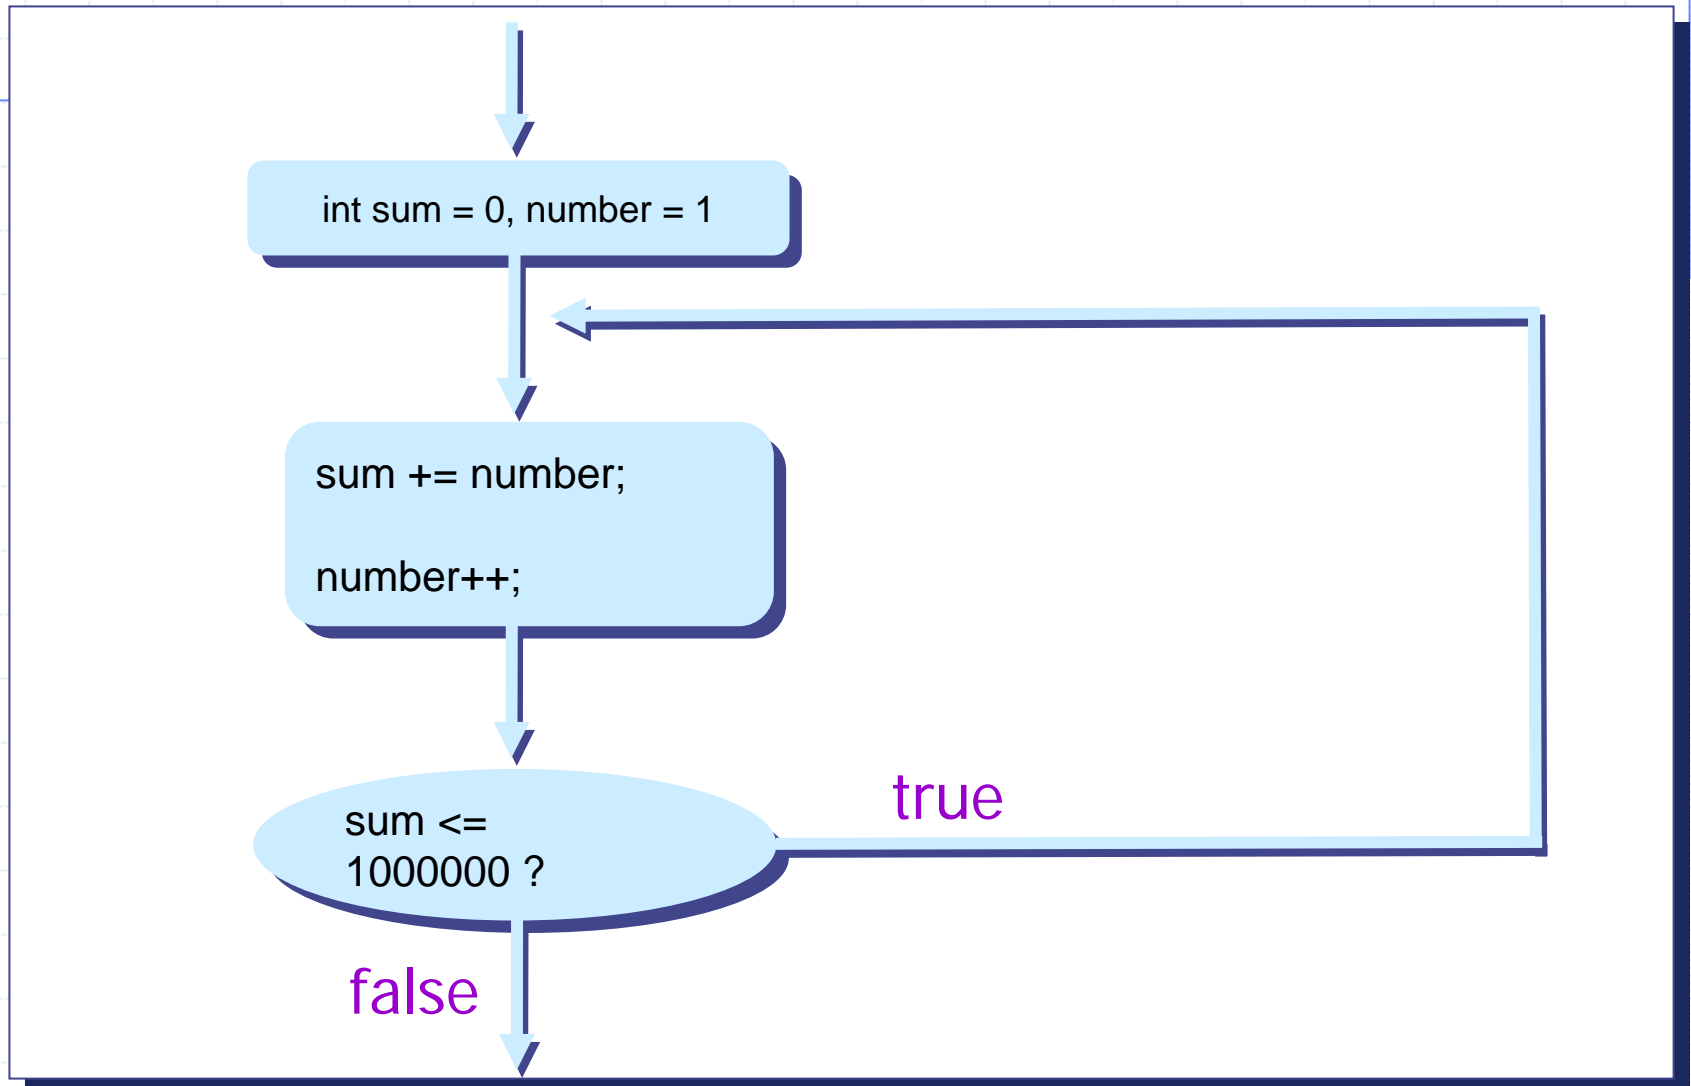 int sum = 0, number = 1
sum += number;
number++;
sum <=
1000000 ?
true
false